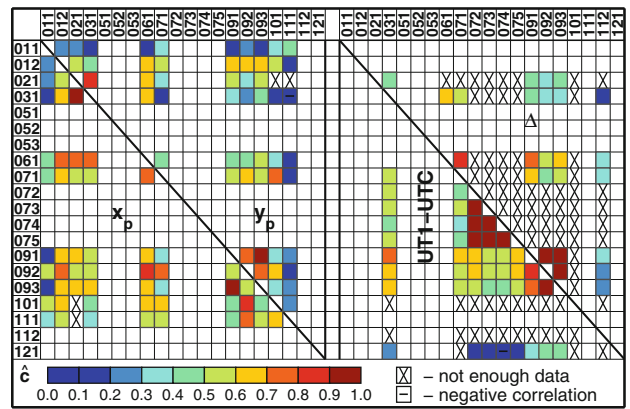 011 012 021 031 051 052 053 061 071 072 073 074 075 091 092 093 101 111 112 121 011 012 021 031 051 052 053 061 071 072 073 074 075 091 092 093 101 111 112 121
011
012
021 X X
031 –
051
052
053
061
071
072
073
074
075
091
092
093
101 X
111 X
112
121
X X X X X X X
X X X X X X
Δ
X X X X X
X X X X X
X X X X X X X X X
X X X X X X X X
X X X X X X X
X X X X X X
X X
X X
X X
X X X X X X X X X X
X X X X X X X X X X
–
x_p y_p UT1–UTC
ĉ
0.0 0.1 0.2 0.3 0.4 0.5 0.6 0.7 0.8 0.9 1.0
X – not enough data
– – negative correlation